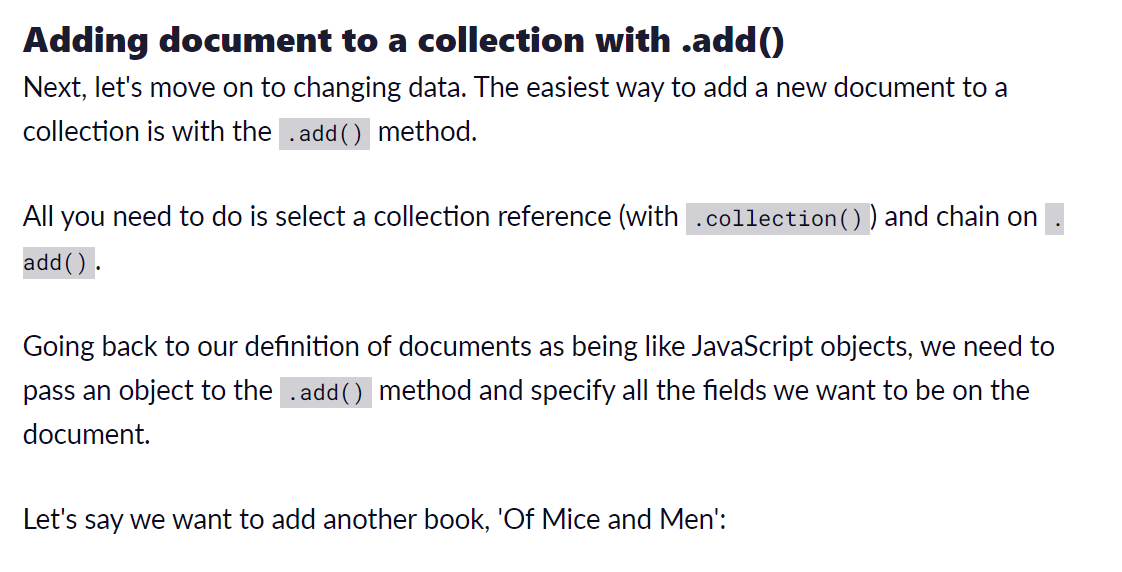 Adding document to a collection with .add()
Next, let's move on to changing data. The easiest way to add a new document to a
collection is with the .add() method.
All you need to do is select a collection reference (with .collection()) and chain on .
add().
Going back to our definition of documents as being like JavaScript objects, we need to
pass an object to the .add() method and specify all the fields we want to be on the
document.
Let's say we want to add another book, 'Of Mice and Men':